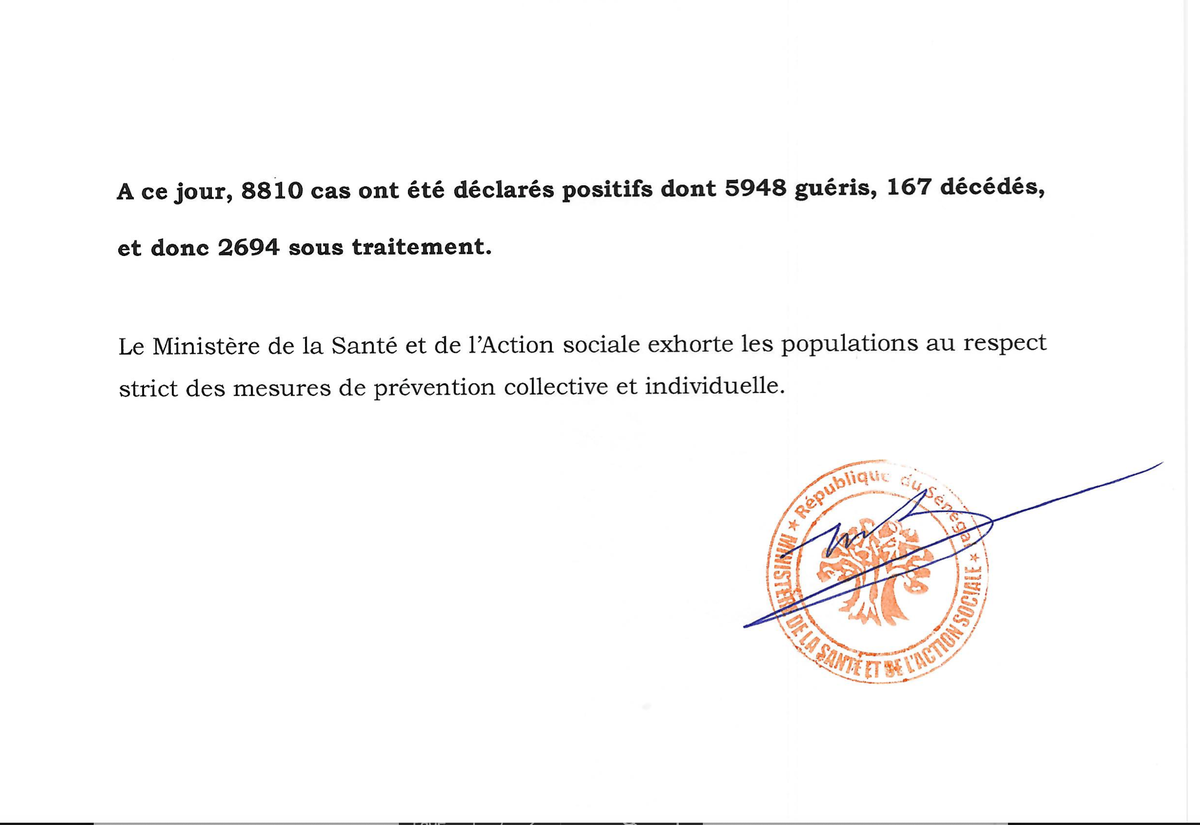 A ce jour, 8810 cas ont été déclarés positifs dont 5948 guéris, 167 décédés,
et donc 2694 sous traitement.
Le Ministère de la Santé et de l’Action sociale exhorte les populations au respect
strict des mesures de prévention collective et individuelle.
République du Sénégal
MINISTÈRE DE LA SANTÉ ET DE L'ACTION SOCIALE